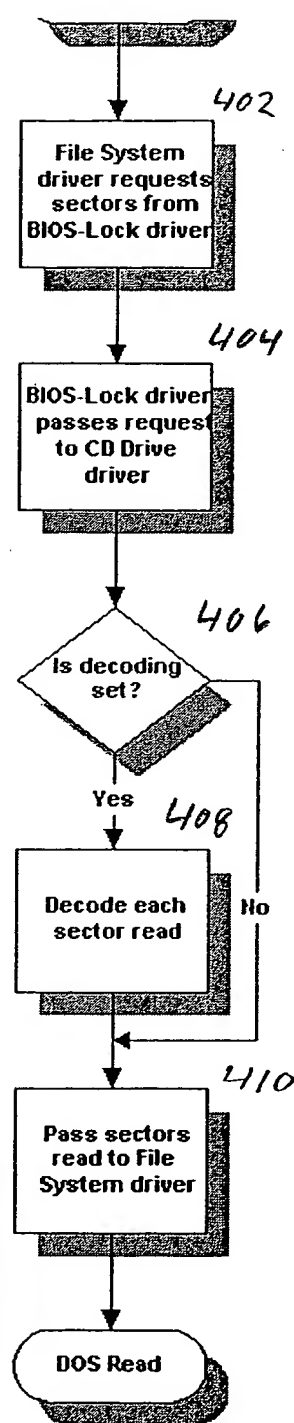 402
File System
driver requests
sectors from
BIOS-Lock driver
404
BIOS-Lock driver
passes request
to CD Drive
driver
406
Is decoding
set?
Yes
408
Decode each
sector read
No
410
Pass sectors
read to File
System driver
DOS Read